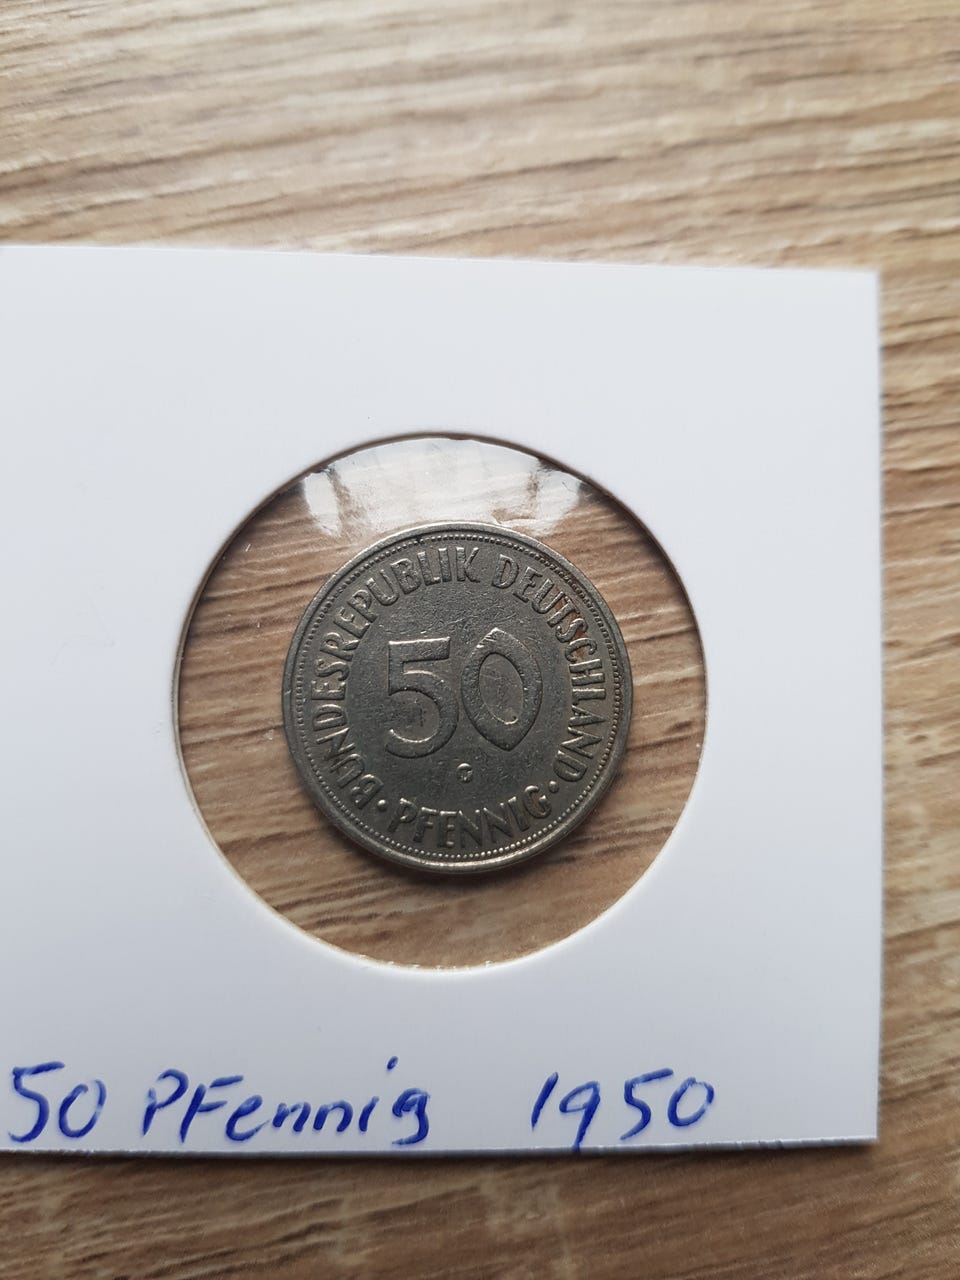 BUNDESREPUBLIK DEUTSCHLAND
50
G
• PFENNIG •
50 PFennig 1950